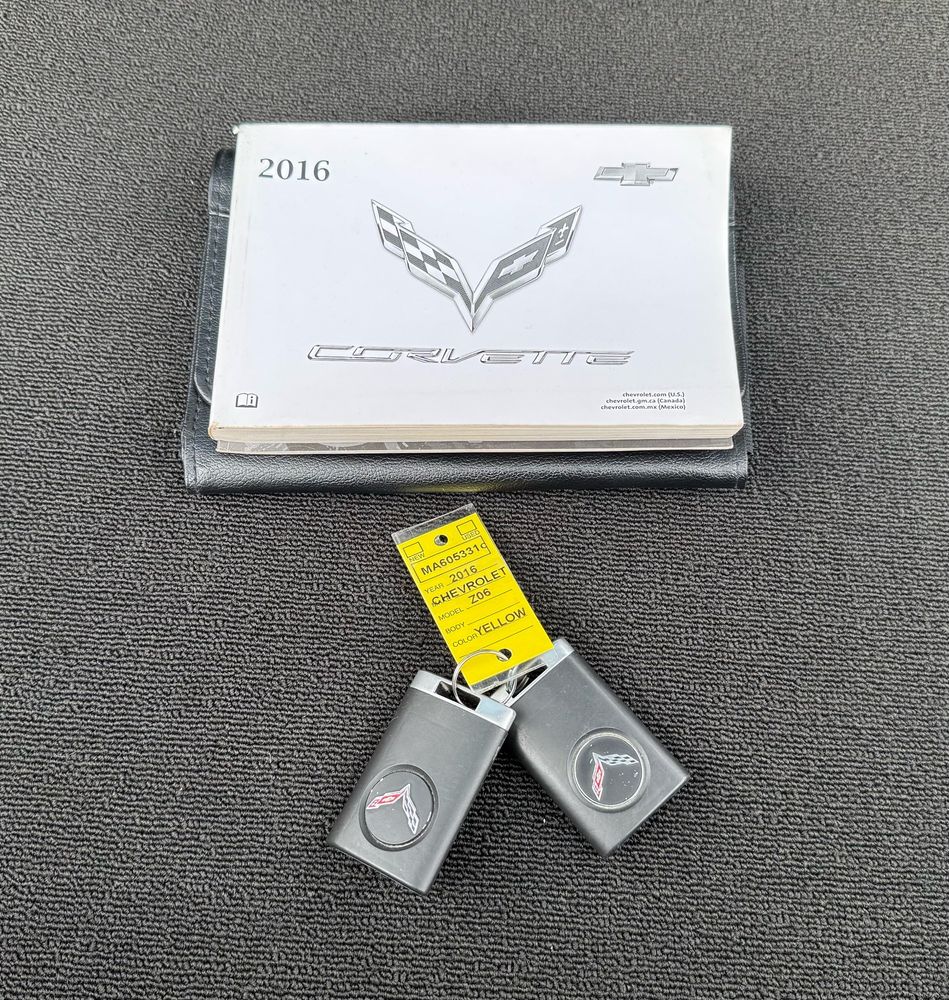 2016
CORVETTE
chevrolet.com (U.S.)
chevrolet.gm.ca (Canada)
chevrolet.com.mx (Mexico)
NEW USED
MA605331c
YEAR 2016
CHEVROLET
MODEL Z06
BODY
COLOR YELLOW